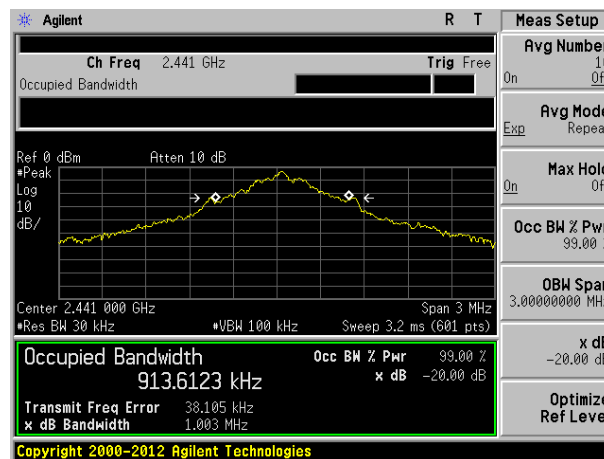 Agilent R T Meas Setup
Avg Number
On
Ch Freq 2.441 GHz Trig Free
Occupied Bandwidth
Avg Mode
Exp Repeat
Max Hold
On
Ref 0 dBm Atten 10 dB
#Peak
Log
10
dB/
Occ BW % Pwr
99.00 %
OBW Span
3.00000000 MHz
Center 2.441 000 GHz Span 3 MHz
#Res BW 30 kHz #VBW 100 kHz Sweep 3.2 ms (601 pts)
Occupied Bandwidth
913.6123 kHz
Occ BW % Pwr 99.00 %
x dB -20.00 dB
Transmit Freq Error 38.105 kHz
x dB Bandwidth 1.003 MHz
x dB
-20.00 dB
Optimize
Ref Level
Copyright 2000-2012 Agilent Technologies